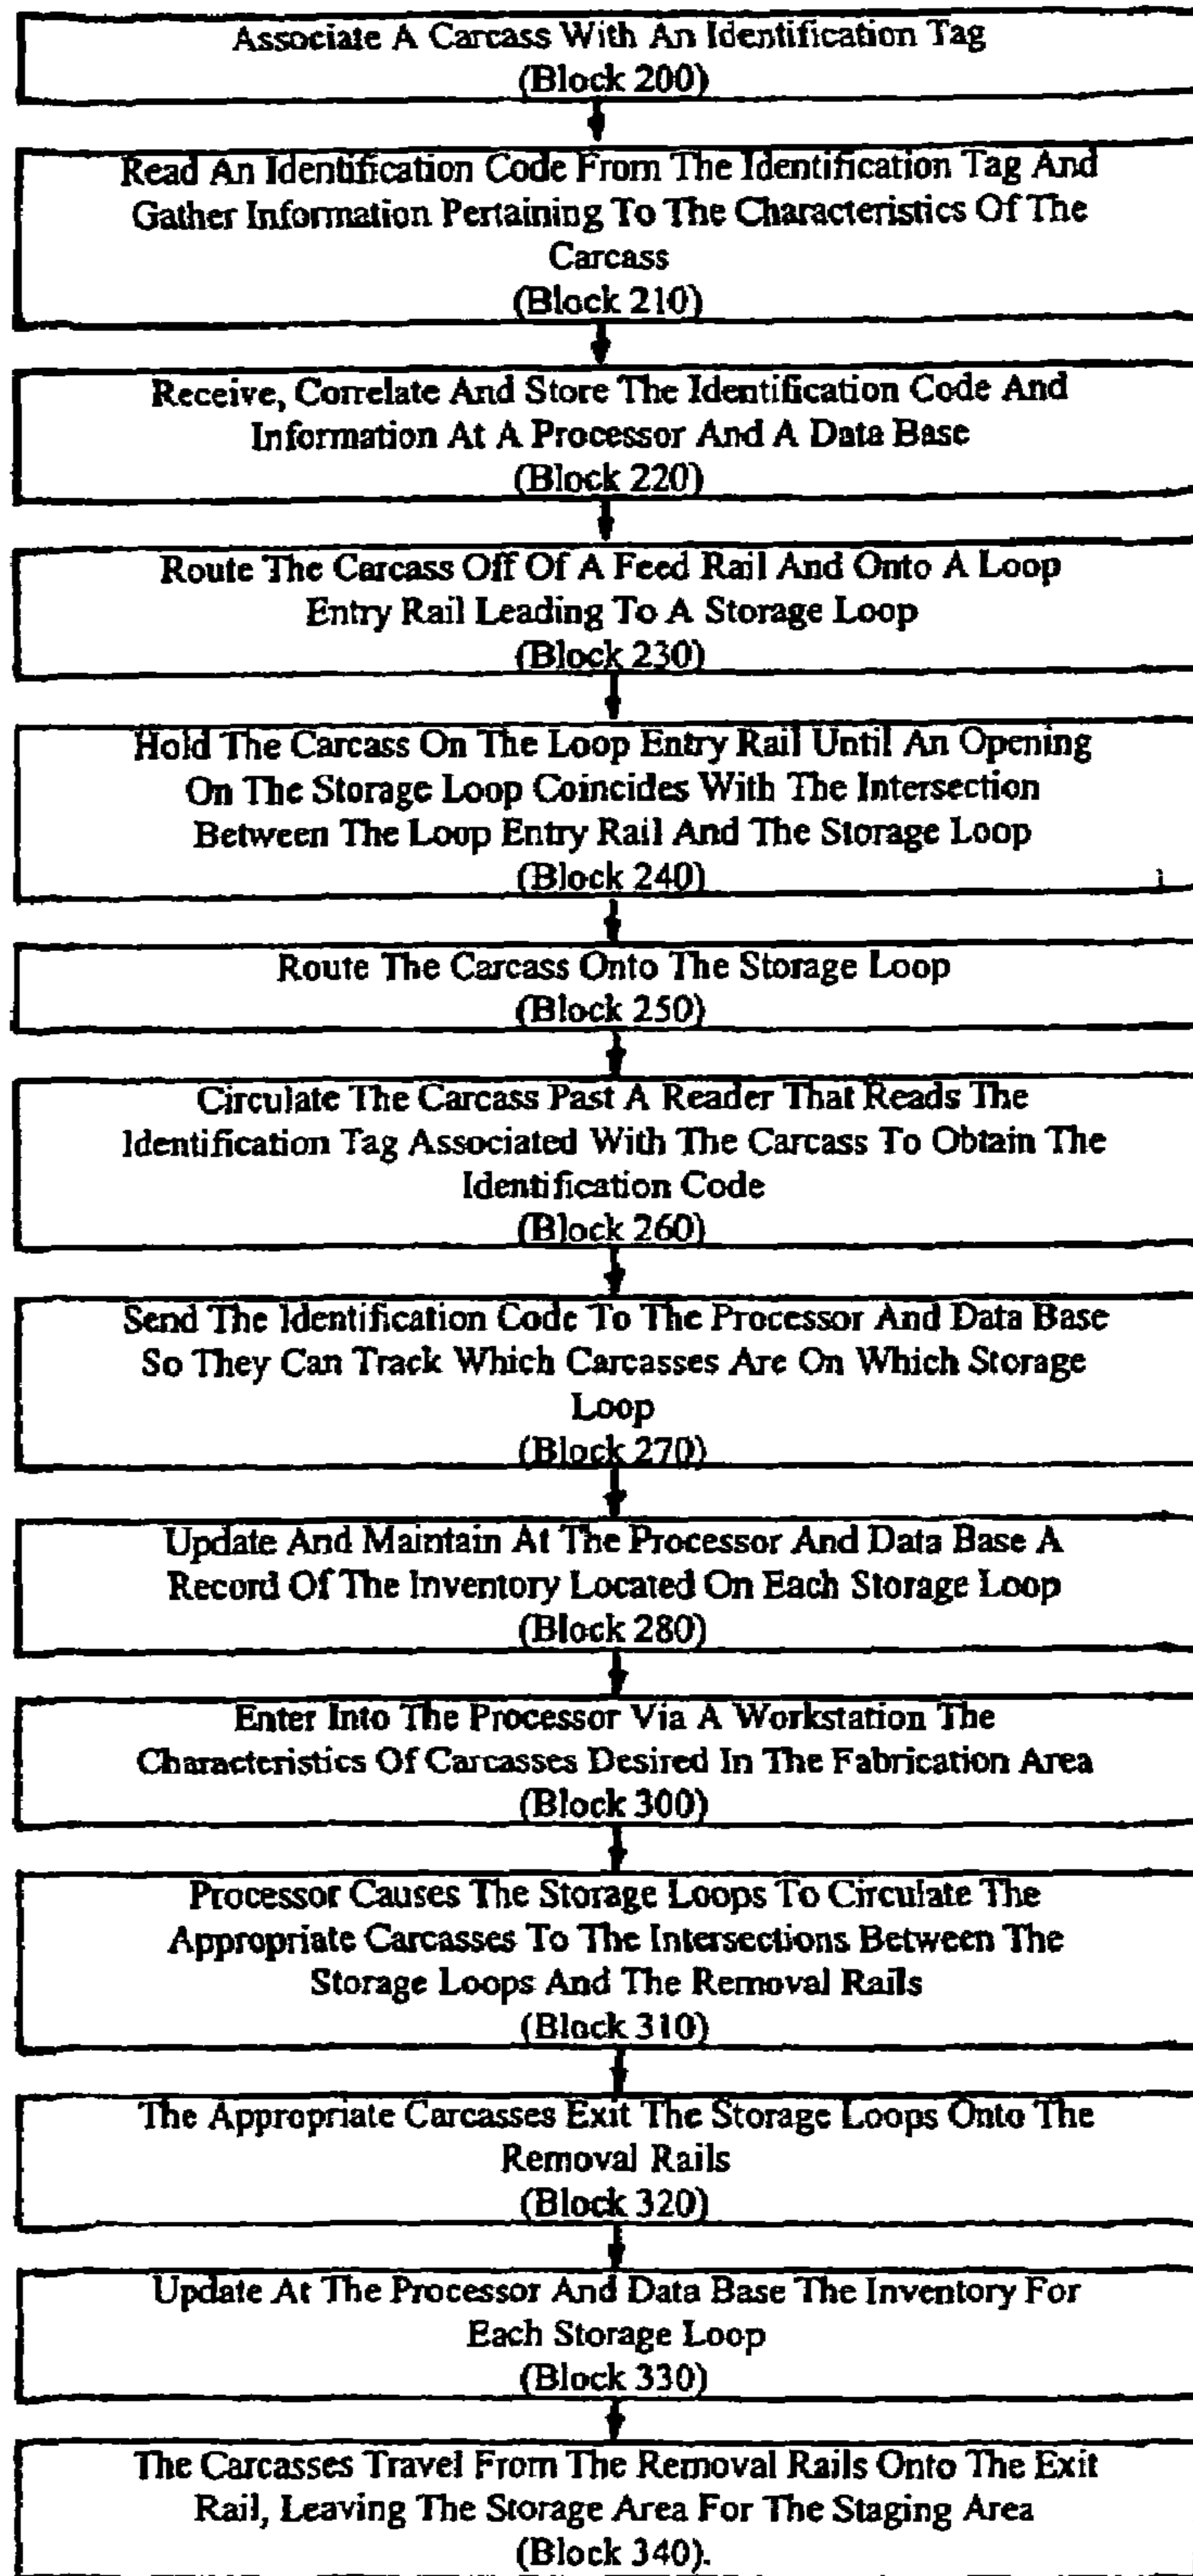 Associate A Carcass With An Identification Tag
(Block 200)
Read An Identification Code From The Identification Tag And
Gather Information Pertaining To The Characteristics Of The
Carcass
(Block 210)
Receive, Correlate And Store The Identification Code And
Information At A Processor And A Data Base
(Block 220)
Route The Carcass Off Of A Feed Rail And Onto A Loop
Entry Rail Leading To A Storage Loop
(Block 230)
Hold The Carcass On The Loop Entry Rail Until An Opening
On The Storage Loop Coincides With The Intersection
Between The Loop Entry Rail And The Storage Loop
(Block 240)
Route The Carcass Onto The Storage Loop
(Block 250)
Circulate The Carcass Past A Reader That Reads The
Identification Tag Associated With The Carcass To Obtain The
Identification Code
(Block 260)
Send The Identification Code To The Processor And Data Base
So They Can Track Which Carcasses Are On Which Storage
Loop
(Block 270)
Update And Maintain At The Processor And Data Base A
Record Of The Inventory Located On Each Storage Loop
(Block 280)
Enter Into The Processor Via A Workstation The
Characteristics Of Carcasses Desired In The Fabrication Area
(Block 300)
Processor Causes The Storage Loops To Circulate The
Appropriate Carcasses To The Intersections Between The
Storage Loops And The Removal Rails
(Block 310)
The Appropriate Carcasses Exit The Storage Loops Onto The
Removal Rails
(Block 320)
Update At The Processor And Data Base The Inventory For
Each Storage Loop
(Block 330)
The Carcasses Travel From The Removal Rails Onto The Exit
Rail, Leaving The Storage Area For The Staging Area
(Block 340).